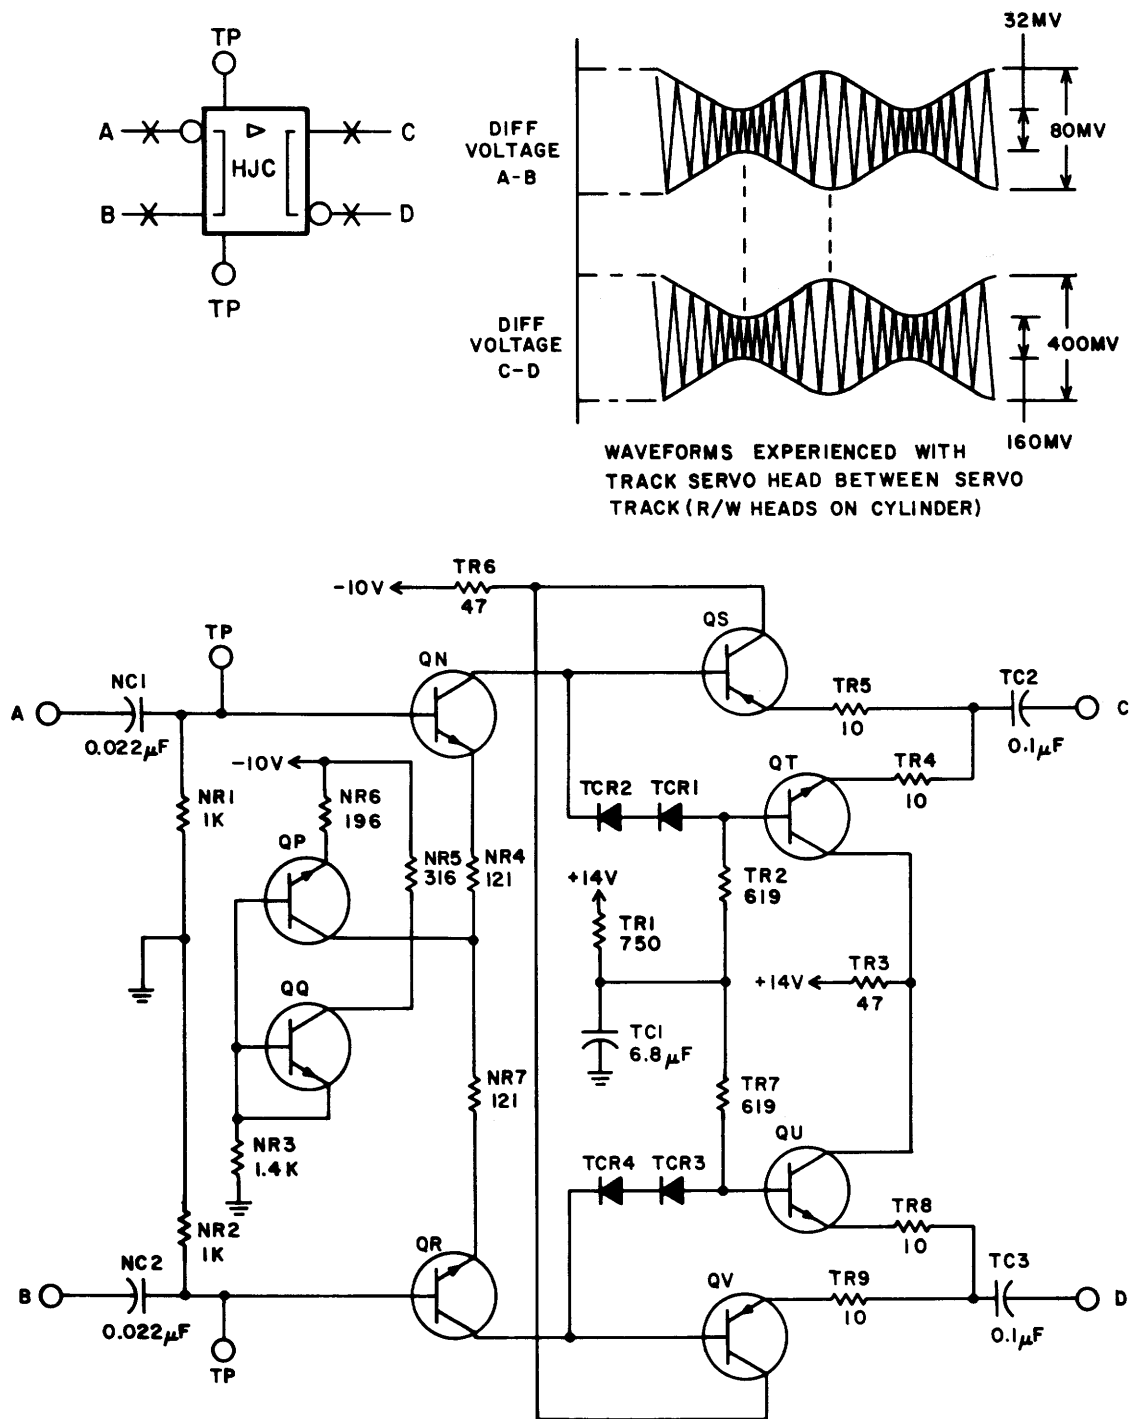 TP
A
HJC
C
B
D
TP
32MV
DIFF
VOLTAGE
A-B
80MV
DIFF
VOLTAGE
C-D
400MV
160MV
WAVEFORMS EXPERIENCED WITH
TRACK SERVO HEAD BETWEEN SERVO
TRACK (R/W HEADS ON CYLINDER)
TR6
-10V
47
TP
QN
QS
NC1
A
0.022μF
TR5
10
TC2
C
0.1μF
-10V
NR1
1K
NR6
196
QP
NR5
316
NR4
121
TCR2
TCR1
QT
TR4
10
+14V
TR1
750
TR2
619
TR3
+14V
47
QQ
TC1
6.8μF
NR7
121
TR7
619
NR3
1.4K
TCR4
TCR3
QU
TR8
10
NR2
1K
QR
NC2
B
0.022μF
TP
QV
TR9
10
TC3
D
0.1μF